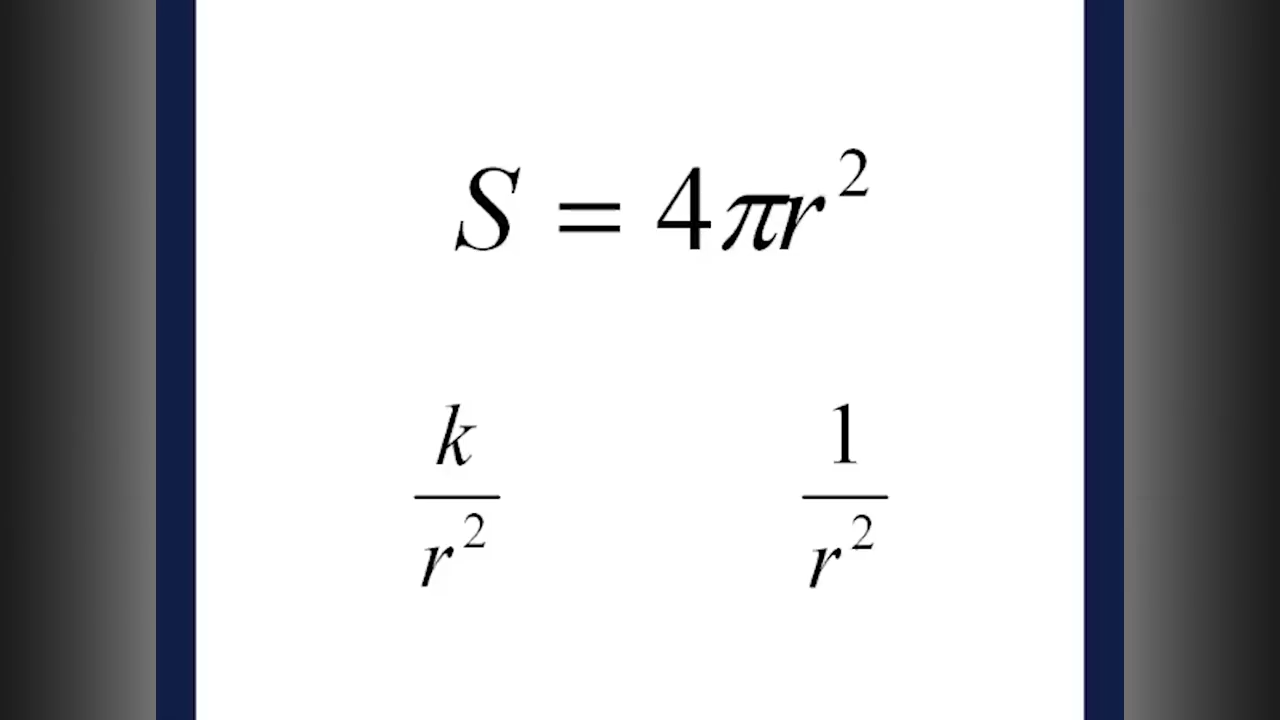 S = 4πr²
k/r² 1/r²